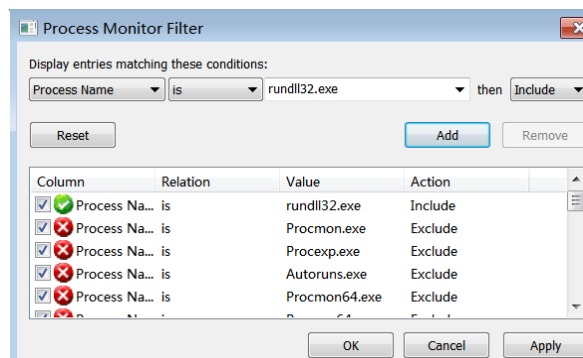 Process Monitor Filter
Display entries matching these conditions:
Process Name is rundll32.exe then Include
Reset Add Remove
Column Relation Value Action
Process Na... is rundll32.exe Include
Process Na... is Procmon.exe Exclude
Process Na... is Procexp.exe Exclude
Process Na... is Autoruns.exe Exclude
Process Na... is Procmon64.exe Exclude
OK Cancel Apply